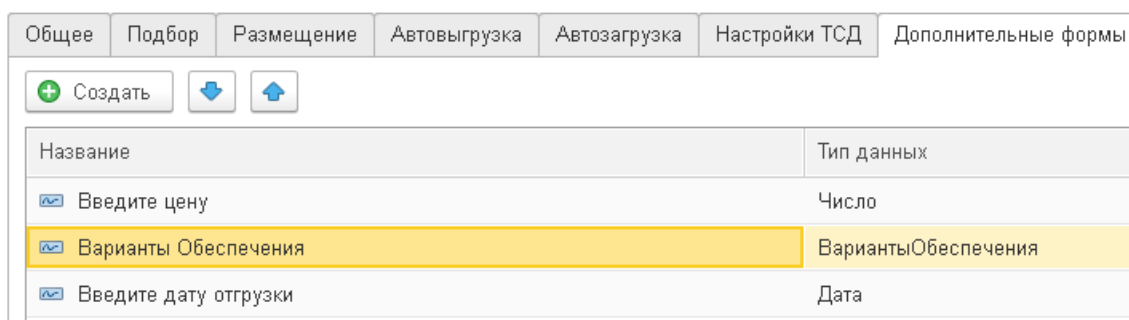 Общее Подбор Размещение Автовыгрузка Автозагрузка Настройки ТСД Дополнительные формы
Создать
Название Тип данных
Введите цену Число
Варианты Обеспечения ВариантыОбеспечения
Введите дату отгрузки Дата